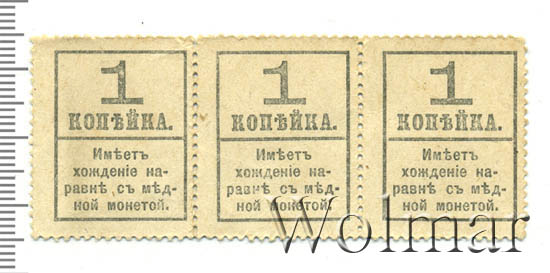 1
КОПѢЙКА.
Имѣетъ
хожденіе на-
равнѣ съ мѣд-
ной монетой.
1
КОПѢЙКА.
Имѣетъ
хожденіе на-
равнѣ съ мѣд-
ной монетой.
1
КОПѢЙКА.
Имѣетъ
хожденіе на-
равнѣ съ мѣд-
ной монетой.
Wolmar